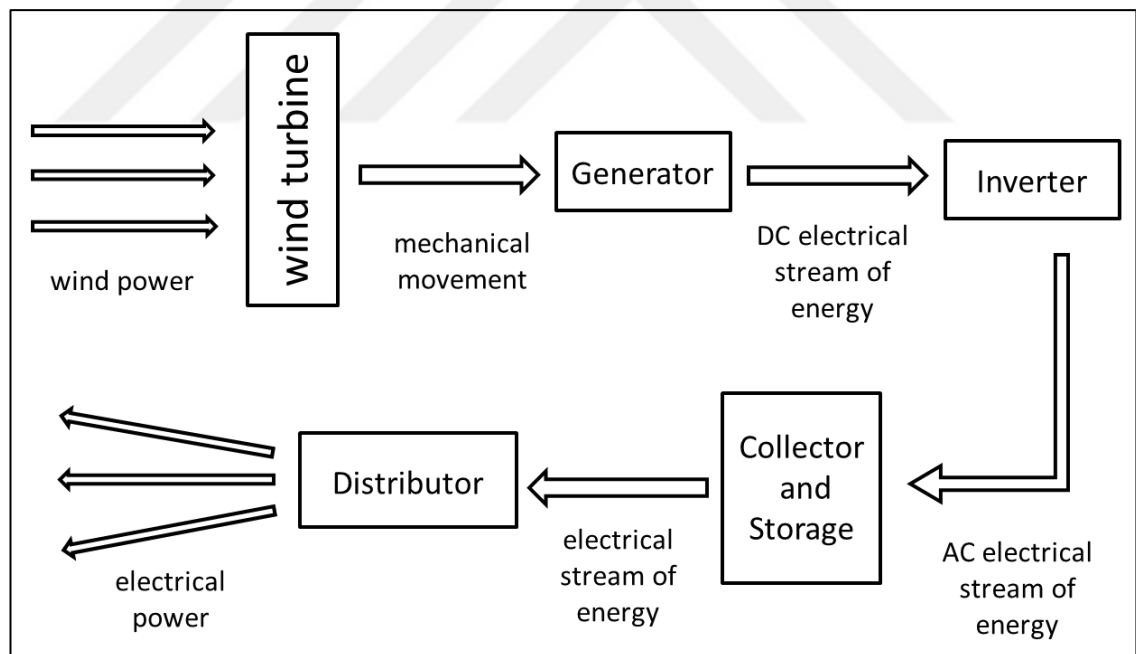 wind turbine
wind power
mechanical
movement
Generator
DC electrical
stream of
energy
Inverter
AC electrical
stream of
energy
Collector
and
Storage
electrical
stream of
energy
Distributor
electrical
power